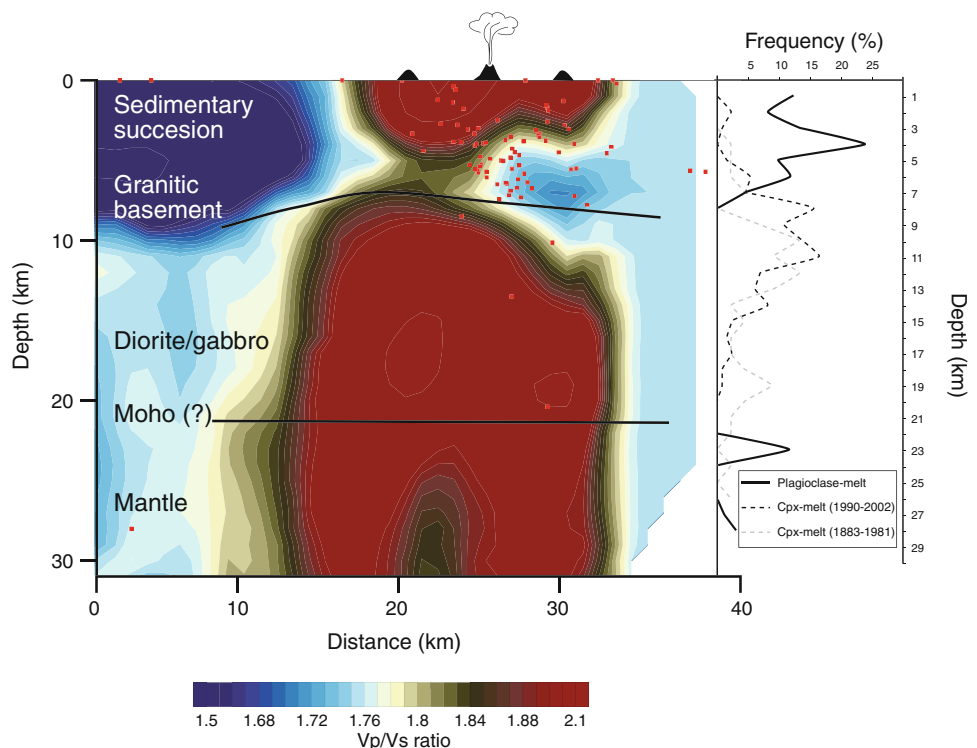 Frequency (%)
5 10 15 20 25
0
10
20
30
Depth (km)
Sedimentary
succesion
Granitic
basement
Diorite/gabbro
Moho (?)
Mantle
1
3
5
7
9
11
13
15
17
19
21
23
25
27
29
Depth (km)
Plagioclase-melt
Cpx-melt (1990-2002)
Cpx-melt (1883-1981)
0 10 20 30 40
Distance (km)
1.5 1.68 1.72 1.76 1.8 1.84 1.88 2.1
Vp/Vs ratio